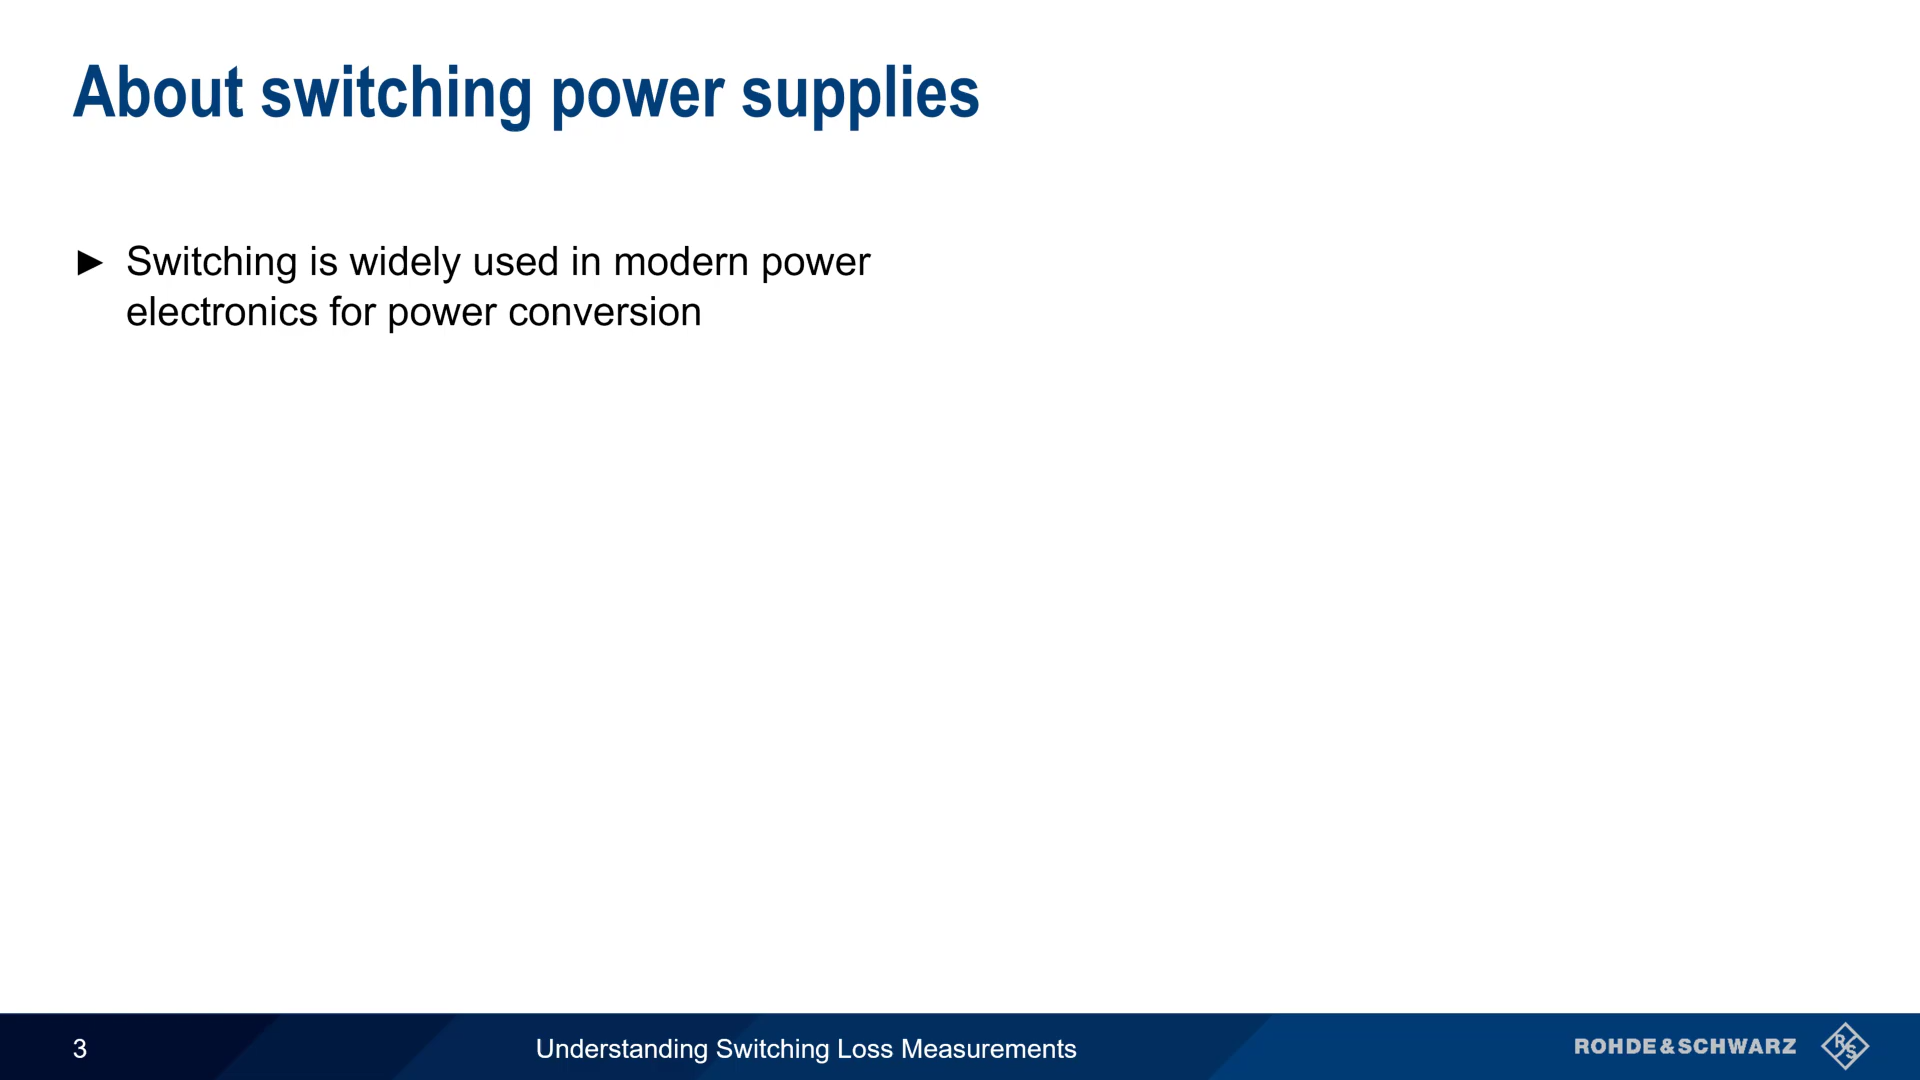 About switching power supplies
► Switching is widely used in modern power
electronics for power conversion
3
Understanding Switching Loss Measurements
ROHDE&SCHWARZ
R&S